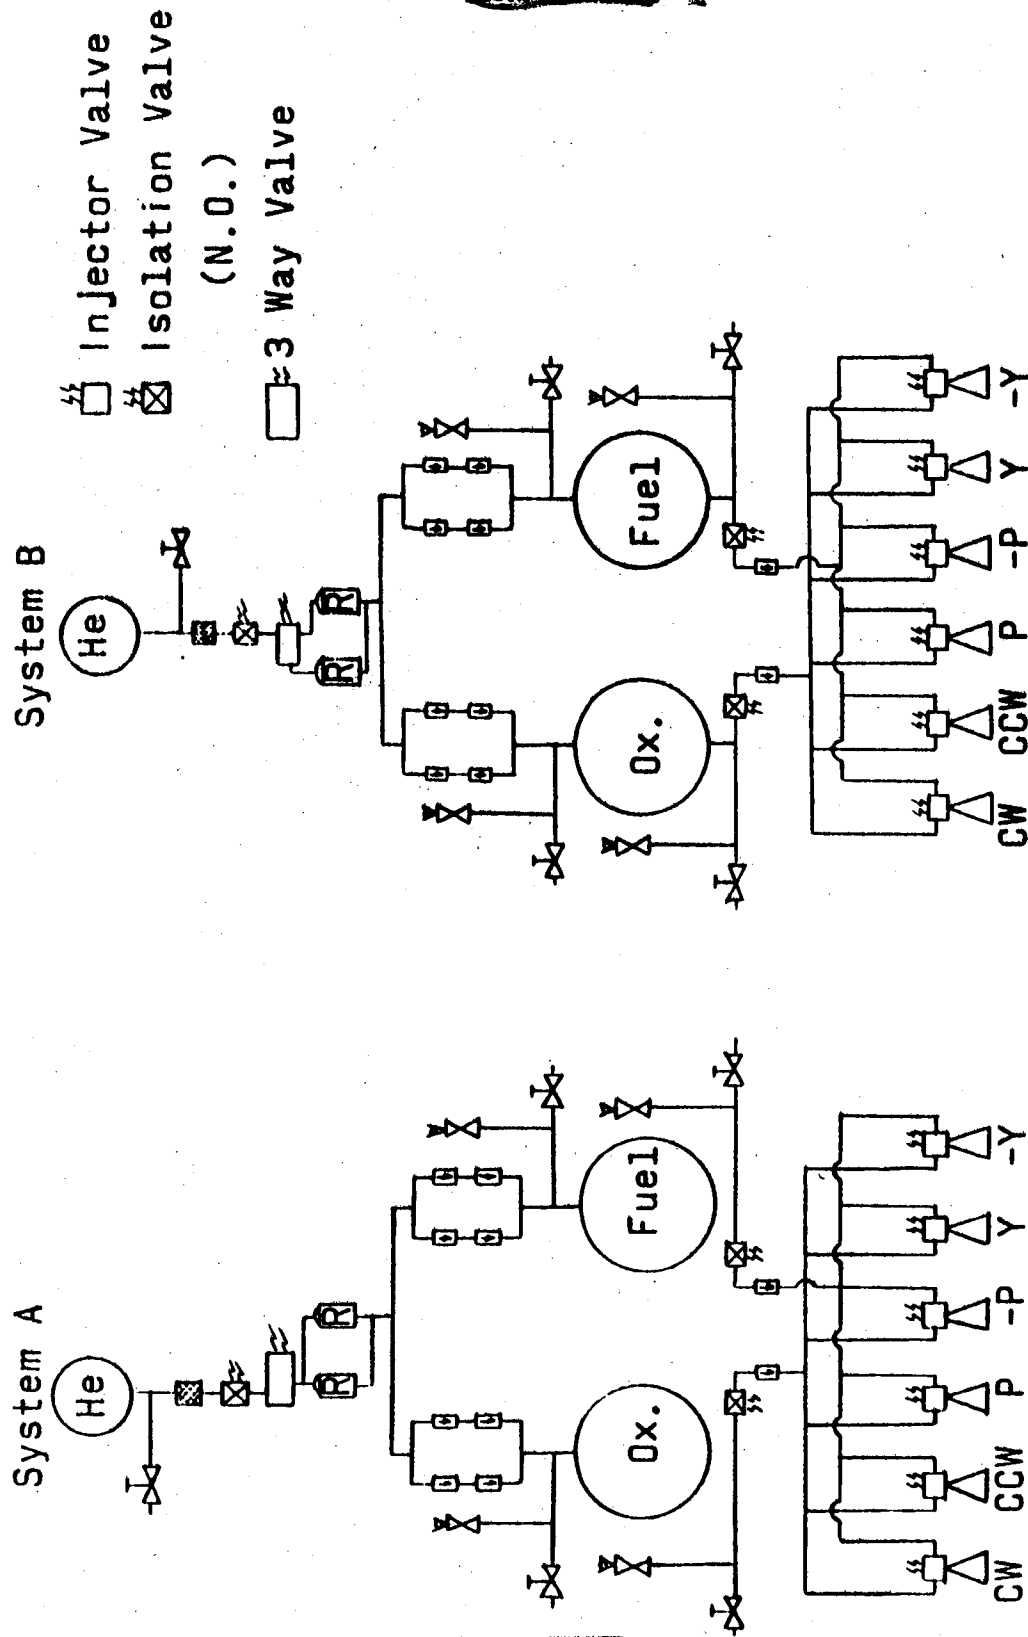 System A
He
R
R
Ox.
Fuel
CW
CCW
P
-P
Y
-Y
System B
He
R
R
Ox.
Fuel
CW
CCW
P
-P
Y
-Y
Injector Valve
Isolation Valve
(N.O.)
3 Way Valve